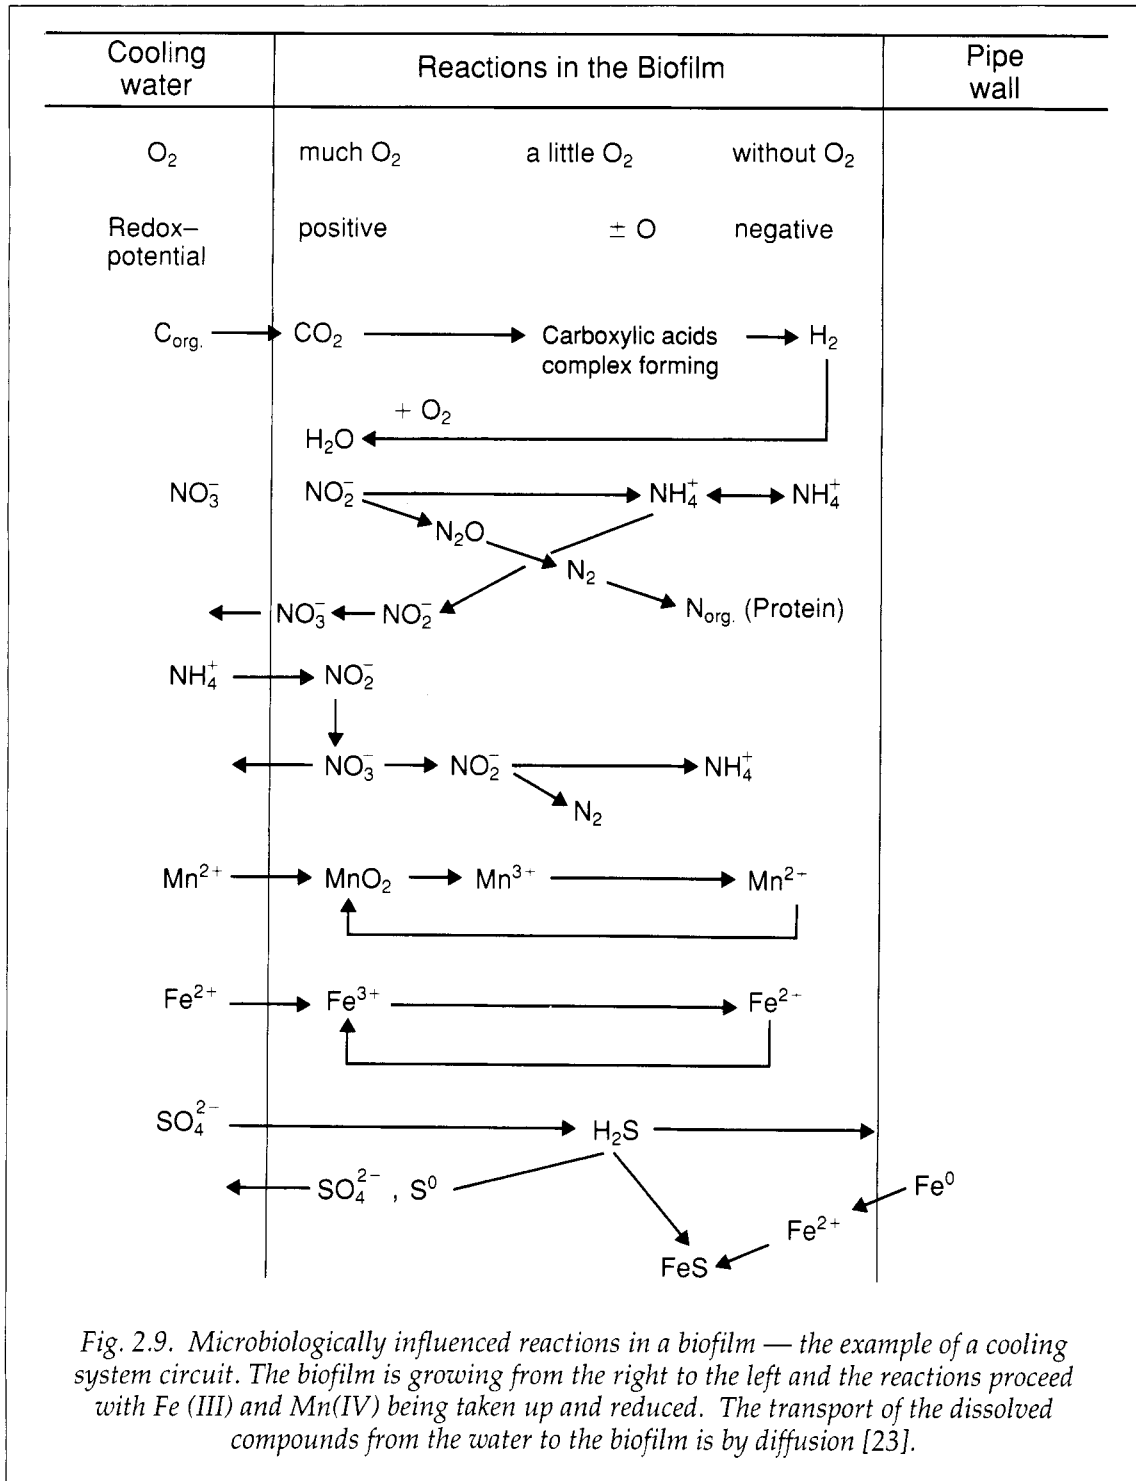 Cooling water Reactions in the Biofilm Pipe wall
O₂ much O₂ a little O₂ without O₂
Redox– potential positive ± O negative
C_org. CO₂ Carboxylic acids complex forming H₂
+ O₂
H₂O
NO₃⁻ NO₂⁻ NH₄⁺ NH₄⁺
N₂O
N₂
NO₃⁻ NO₂⁻ N_org. (Protein)
NH₄⁺ NO₂⁻
NO₃⁻ NO₂⁻ NH₄⁺
N₂
Mn²⁺ MnO₂ Mn³⁺ Mn²⁺
Fe²⁺ Fe³⁺ Fe²⁺
SO₄²⁻ H₂S
SO₄²⁻ , S⁰ Fe⁰
Fe²⁺
FeS
Fig. 2.9. Microbiologically influenced reactions in a biofilm — the example of a cooling
system circuit. The biofilm is growing from the right to the left and the reactions proceed
with Fe (III) and Mn(IV) being taken up and reduced. The transport of the dissolved
compounds from the water to the biofilm is by diffusion [23].